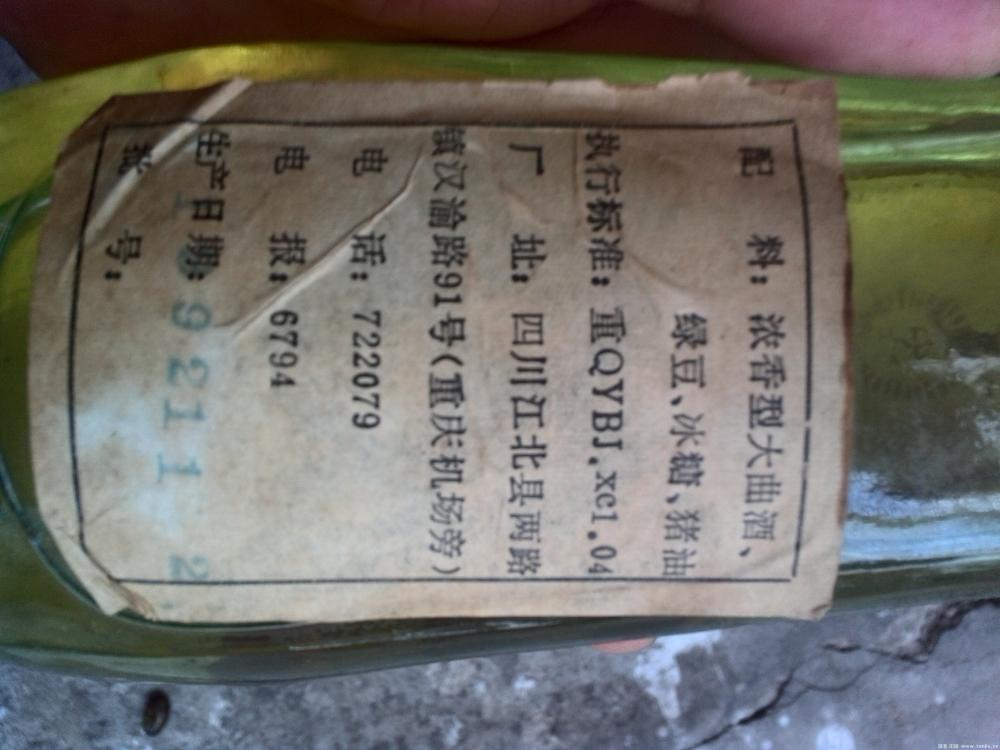 配 料：浓香型大曲酒、
绿豆、冰糖、猪油
执行标准：重QYBJ.xc1.04
厂 址：四川江北县两路
镇汉渝路91号(重庆机场旁)
电 话：722079
电 报：6794
生产日期：
19921112
号：